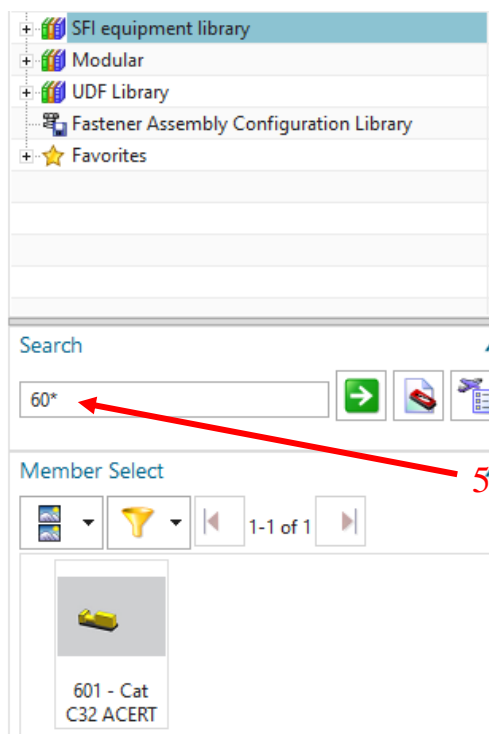 SFI equipment library
Modular
UDF Library
Fastener Assembly Configuration Library
Favorites
Search
60*
5
Member Select
1-1 of 1
601 - Cat
C32 ACERT